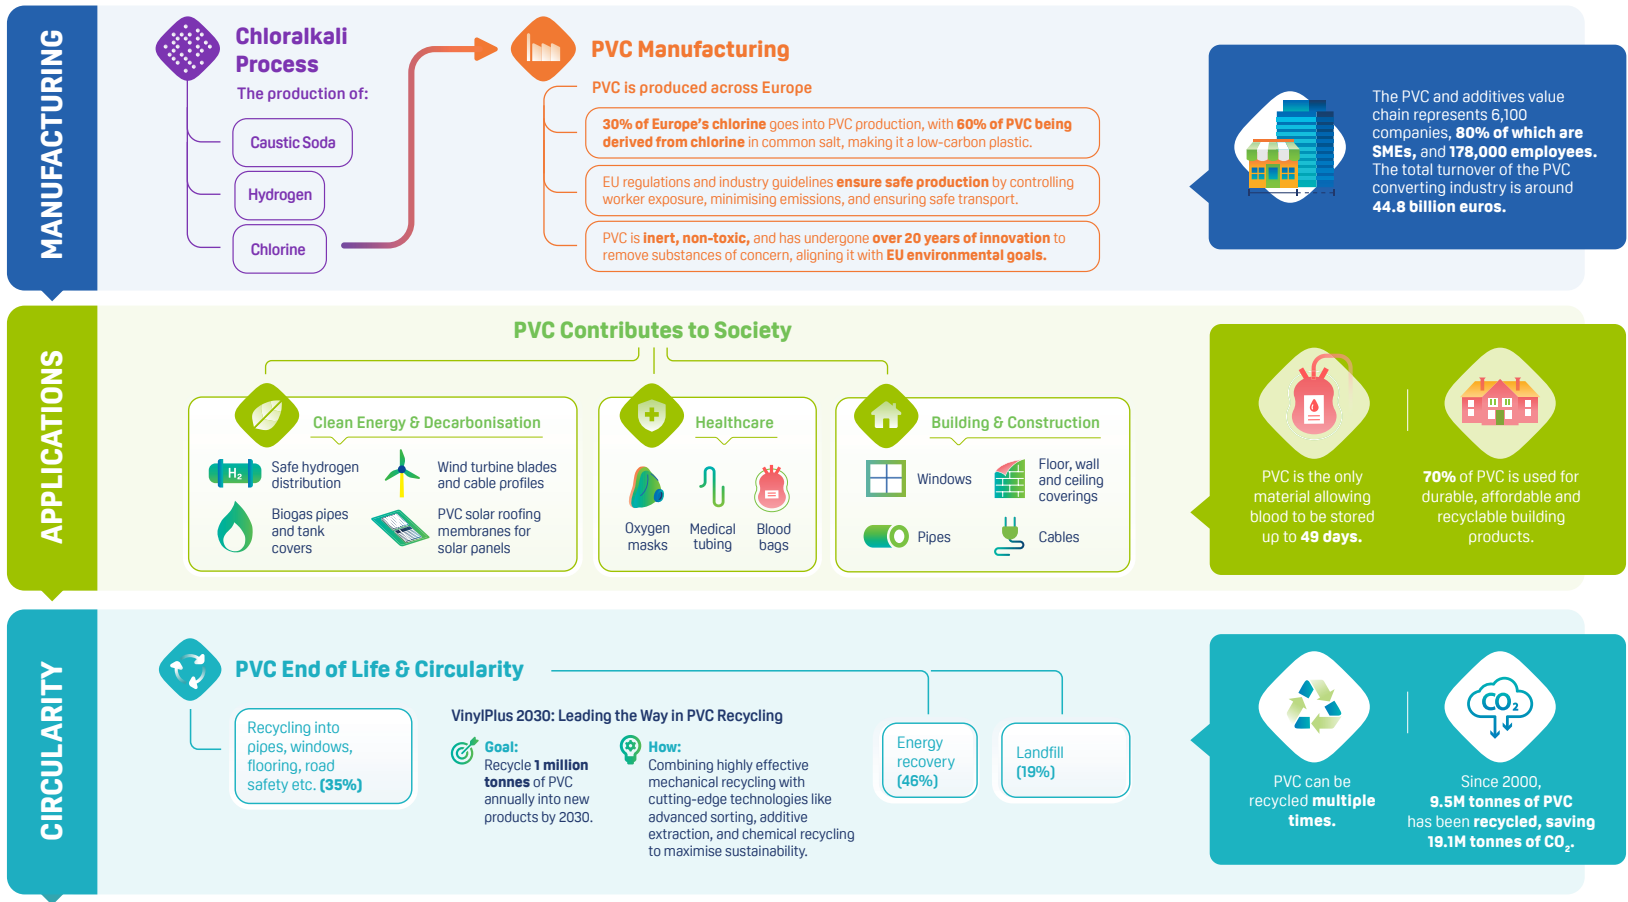 MANUFACTURING
Chloralkali
Process
The production of:
Caustic Soda
Hydrogen
Chlorine
PVC Manufacturing
PVC is produced across Europe
30% of Europe's chlorine goes into PVC production, with 60% of PVC being
derived from chlorine in common salt, making it a low-carbon plastic.
EU regulations and industry guidelines ensure safe production by controlling
worker exposure, minimising emissions, and ensuring safe transport.
PVC is inert, non-toxic, and has undergone over 20 years of innovation to
remove substances of concern, aligning it with EU environmental goals.
The PVC and additives value
chain represents 6,100
companies, 80% of which are
SMEs, and 178,000 employees.
The total turnover of the PVC
converting industry is around
44.8 billion euros.
APPLICATIONS
PVC Contributes to Society
Clean Energy & Decarbonisation
H2
Safe hydrogen
distribution
Wind turbine blades
and cable profiles
Biogas pipes
and tank
covers
PVC solar roofing
membranes for
solar panels
Healthcare
Oxygen
masks
Medical
tubing
Blood
bags
Building & Construction
Windows
Floor, wall
and ceiling
coverings
Pipes
Cables
PVC is the only
material allowing
blood to be stored
up to 49 days.
70% of PVC is used for
durable, affordable and
recyclable building
products.
CIRCULARITY
PVC End of Life & Circularity
Recycling into
pipes, windows,
flooring, road
safety etc. (35%)
VinylPlus 2030: Leading the Way in PVC Recycling
Goal:
Recycle 1 million
tonnes of PVC
annually into new
products by 2030.
How:
Combining highly effective
mechanical recycling with
cutting-edge technologies like
advanced sorting, additive
extraction, and chemical recycling
to maximise sustainability.
Energy
recovery
(46%)
Landfill
(19%)
PVC can be
recycled multiple
times.
CO2
Since 2000,
9.5M tonnes of PVC
has been recycled, saving
19.1M tonnes of CO2.